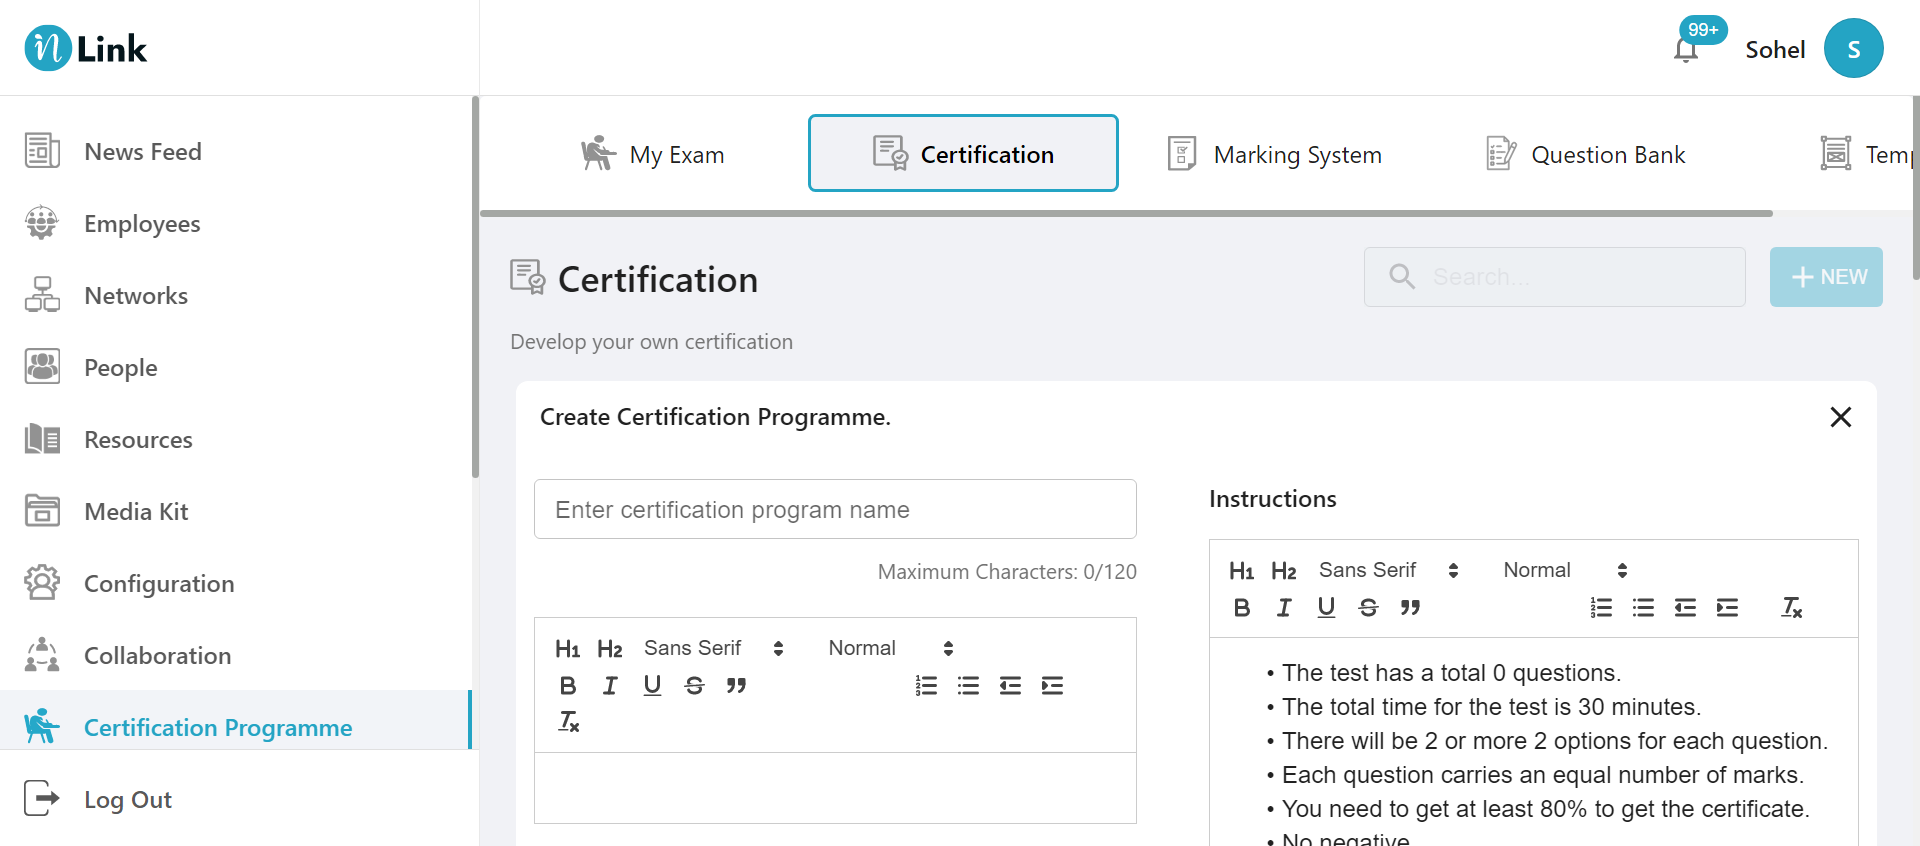 n Link
99+
Sohel
S
News Feed
Employees
Networks
People
Resources
Media Kit
Configuration
Collaboration
Certification Programme
Log Out
My Exam
Certification
Marking System
Question Bank
Temp
Certification
Search...
+ NEW
Develop your own certification
Create Certification Programme.
Enter certification program name
Maximum Characters: 0/120
H1 H2 Sans Serif Normal
B I U S ”
Tx
Instructions
H1 H2 Sans Serif Normal
B I U S ” Tx
• The test has a total 0 questions.
• The total time for the test is 30 minutes.
• There will be 2 or more 2 options for each question.
• Each question carries an equal number of marks.
• You need to get at least 80% to get the certificate.
• No negative